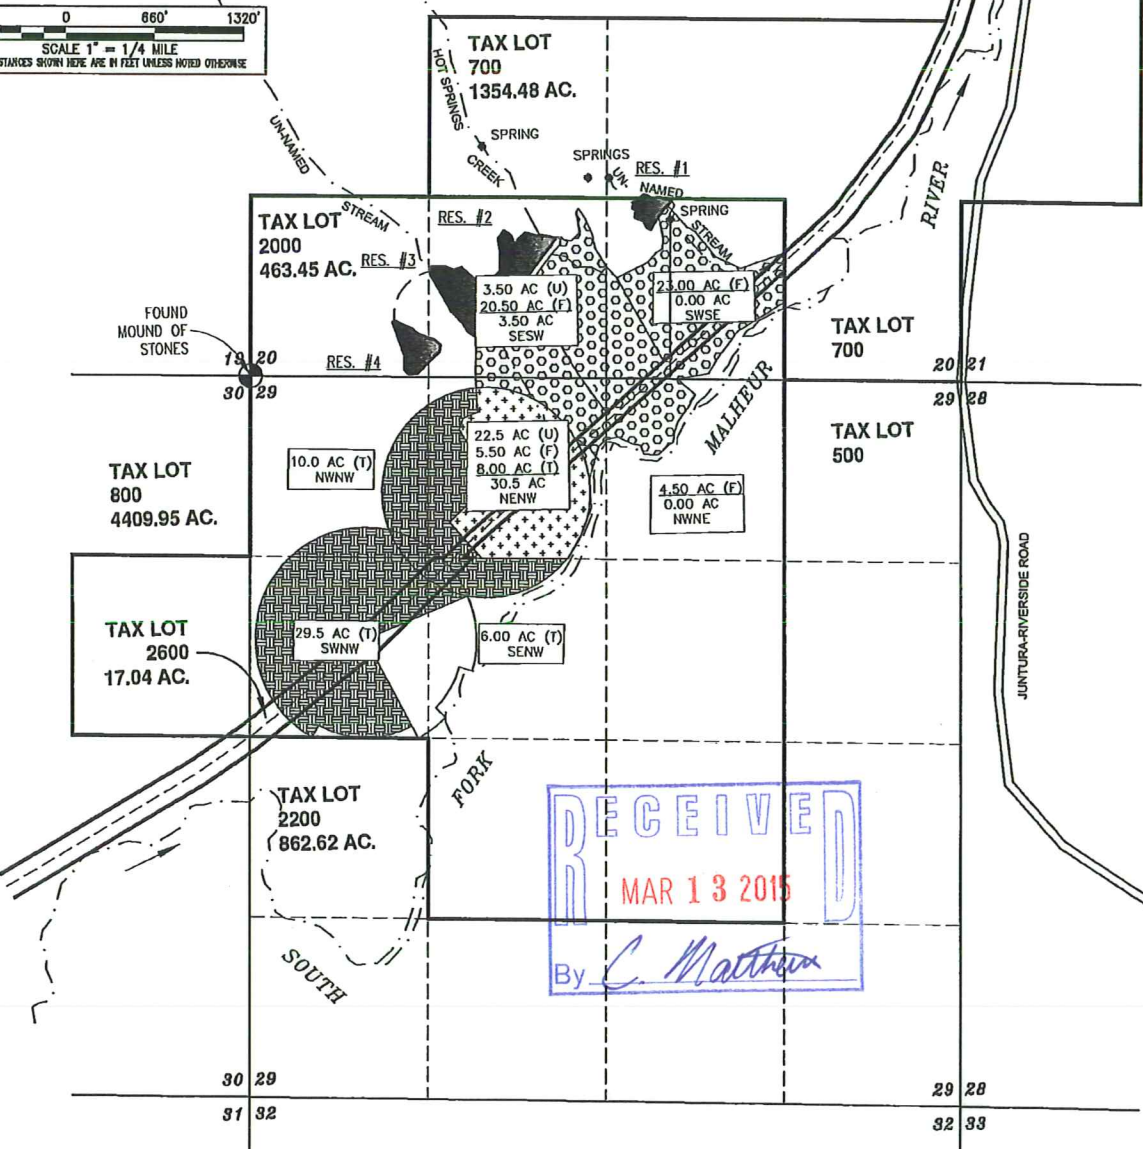 0 660' 1320'
SCALE 1" = 1/4 MILE
STANCES SHOWN HERE ARE IN FEET UNLESS NOTED OTHERWISE
TAX LOT
700
1354.48 AC.
HOT SPRINGS
CREEK
SPRING
UN-NAMED
STREAM
SPRINGS
UN-
NAMED
STREAM
RES. #1
SPRING
RIVER
TAX LOT
2000
463.45 AC.
RES. #2
RES. #3
3.50 AC (U)
20.50 AC (F)
3.50 AC
SESW
23.00 AC (F)
0.00 AC
SWSE
FOUND
MOUND OF
STONES
RES. #4
TAX LOT
700
19 20
30 29
20 21
29 28
MALHEUR
TAX LOT
500
TAX LOT
800
4409.95 AC.
10.0 AC (T)
NWNW
22.5 AC (U)
5.50 AC (F)
8.00 AC (T)
30.5 AC
NENW
4.50 AC (F)
0.00 AC
NWNE
JUNTURA-RIVERSIDE ROAD
TAX LOT
2600
17.04 AC.
29.5 AC (T)
SWNW
6.00 AC (T)
SENW
FORK
TAX LOT
2200
862.62 AC.
RECEIVED
MAR 13 2015
By C. Matthew
SOUTH
30 29
31 32
29 28
32 33